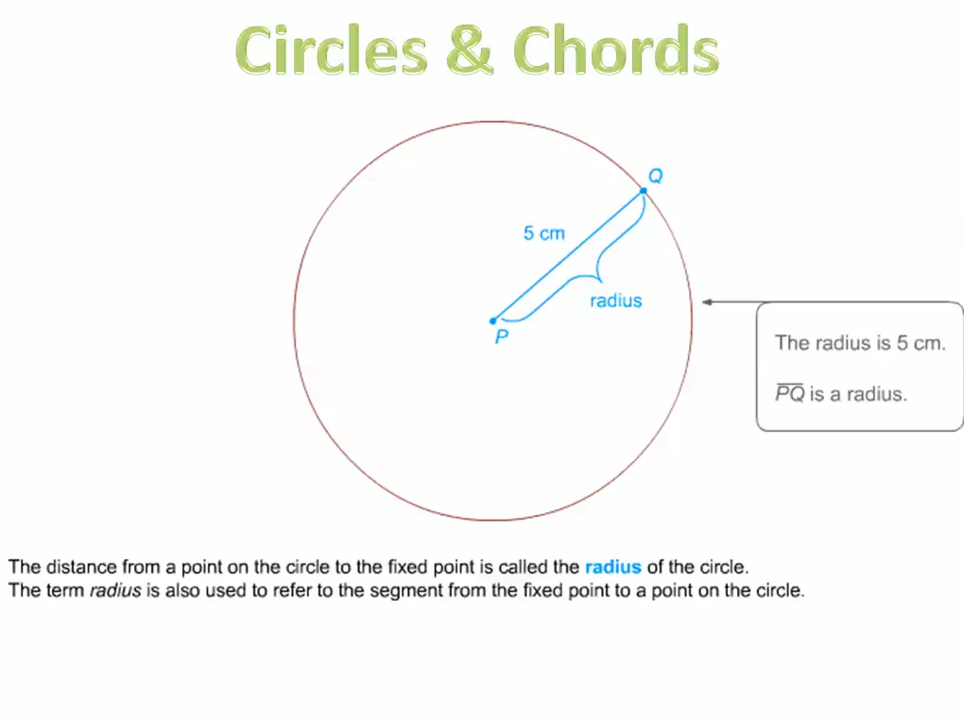 Circles & Chords
Q
5 cm
radius
P
The radius is 5 cm.
PQ is a radius.
The distance from a point on the circle to the fixed point is called the radius of the circle.
The term radius is also used to refer to the segment from the fixed point to a point on the circle.